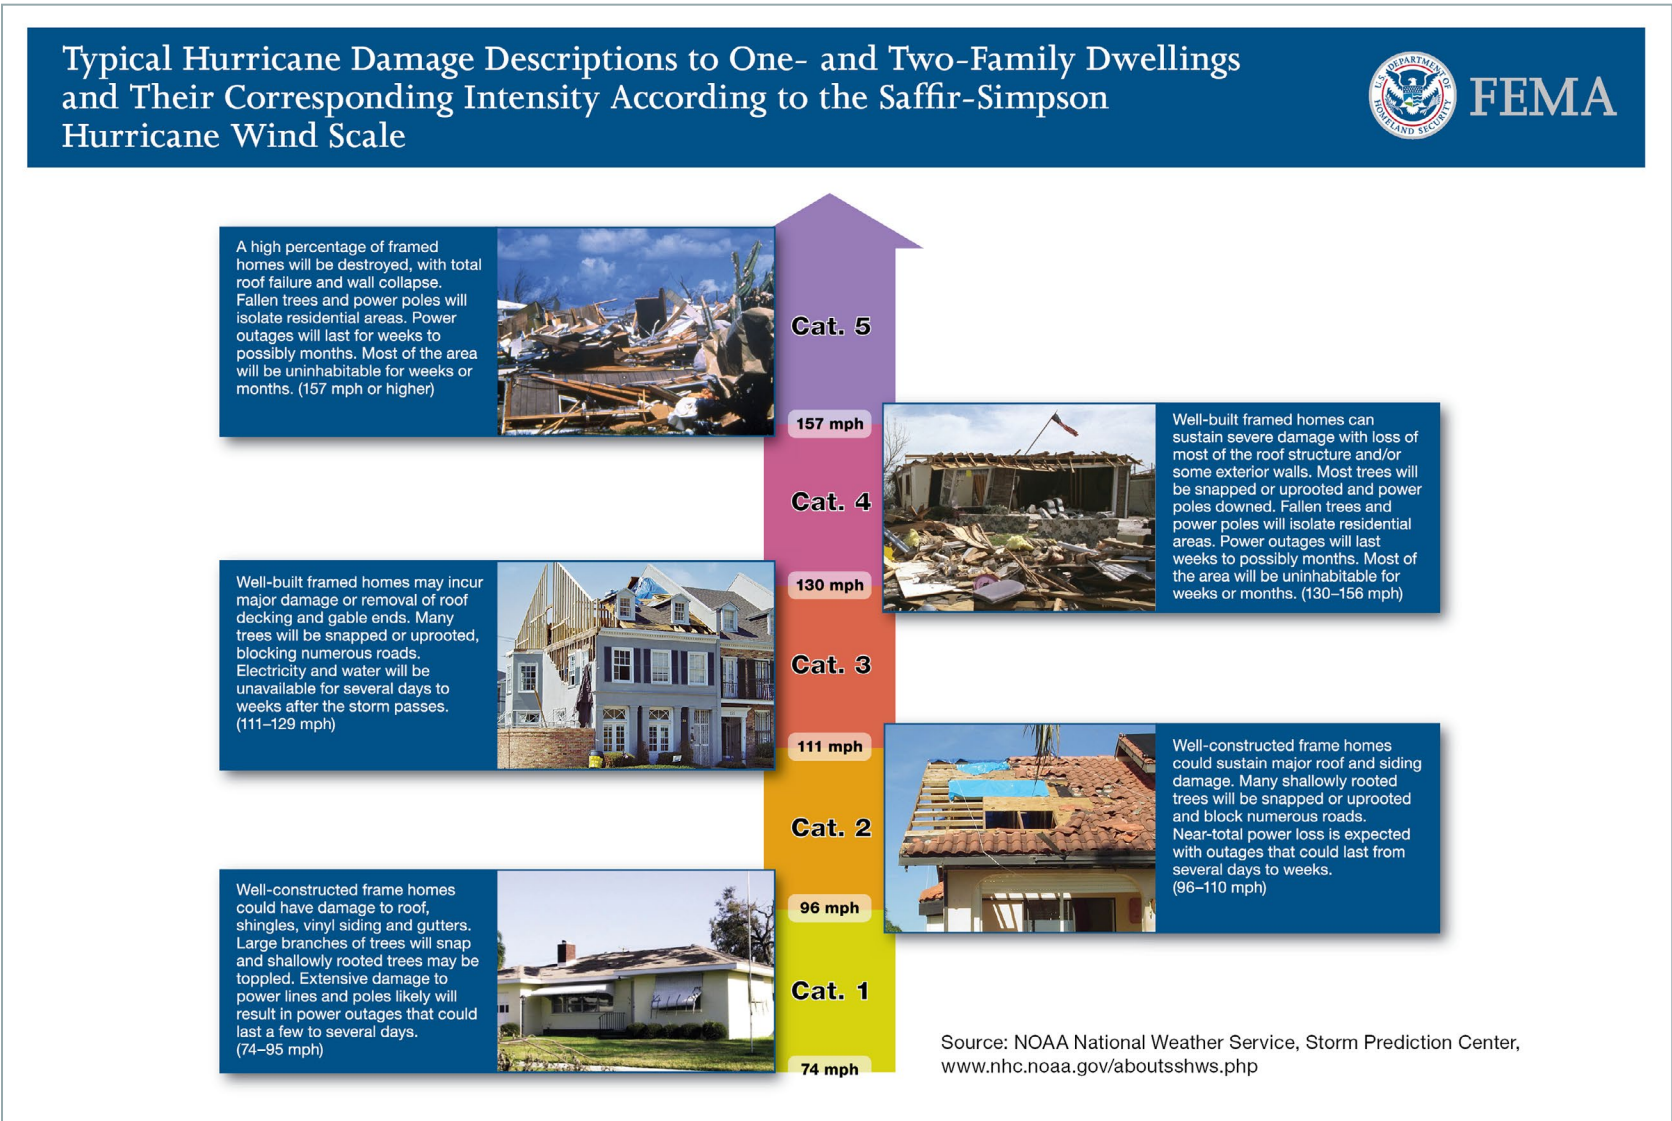 Typical Hurricane Damage Descriptions to One- and Two-Family Dwellings
and Their Corresponding Intensity According to the Saffir-Simpson
Hurricane Wind Scale
U.S. DEPARTMENT OF
HOMELAND SECURITY
FEMA
A high percentage of framed
homes will be destroyed, with total
roof failure and wall collapse.
Fallen trees and power poles will
isolate residential areas. Power
outages will last for weeks to
possibly months. Most of the area
will be uninhabitable for weeks or
months. (157 mph or higher)
Cat. 5
157 mph
Well-built framed homes can
sustain severe damage with loss of
most of the roof structure and/or
some exterior walls. Most trees will
be snapped or uprooted and power
poles downed. Fallen trees and
power poles will isolate residential
areas. Power outages will last
weeks to possibly months. Most of
the area will be uninhabitable for
weeks or months. (130–156 mph)
Cat. 4
130 mph
Well-built framed homes may incur
major damage or removal of roof
decking and gable ends. Many
trees will be snapped or uprooted,
blocking numerous roads.
Electricity and water will be
unavailable for several days to
weeks after the storm passes.
(111–129 mph)
Cat. 3
111 mph
Well-constructed frame homes
could sustain major roof and siding
damage. Many shallowly rooted
trees will be snapped or uprooted
and block numerous roads.
Near-total power loss is expected
with outages that could last from
several days to weeks.
(96–110 mph)
Cat. 2
96 mph
Well-constructed frame homes
could have damage to roof,
shingles, vinyl siding and gutters.
Large branches of trees will snap
and shallowly rooted trees may be
toppled. Extensive damage to
power lines and poles likely will
result in power outages that could
last a few to several days.
(74–95 mph)
Cat. 1
74 mph
Source: NOAA National Weather Service, Storm Prediction Center,
www.nhc.noaa.gov/aboutsshws.php